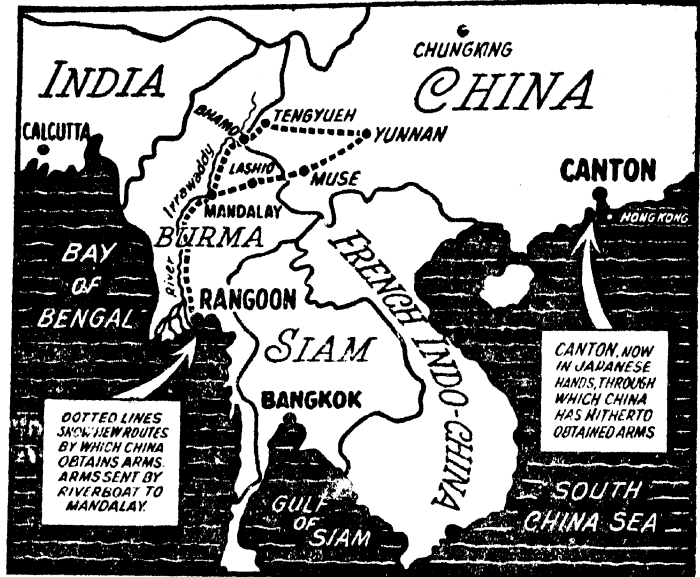 CHUNGKING
INDIA
CHINA
CALCUTTA
BHAMO
TENGYUEH
YUNNAN
Irrawaddy
LASHIO
MUSE
CANTON
MANDALAY
HONG KONG
BURMA
BAY
OF
BENGAL
River
RANGOON
FRENCH INDO-CHINA
SIAM
BANGKOK
CANTON, NOW
IN JAPANESE
HANDS, THROUGH
WHICH CHINA
HAS HITHERTO
OBTAINED ARMS
DOTTED LINES
SHOW NEW ROUTES
BY WHICH CHINA
OBTAINS ARMS.
ARMS SENT BY
RIVERBOAT TO
MANDALAY.
GULF
OF
SIAM
SOUTH
CHINA SEA